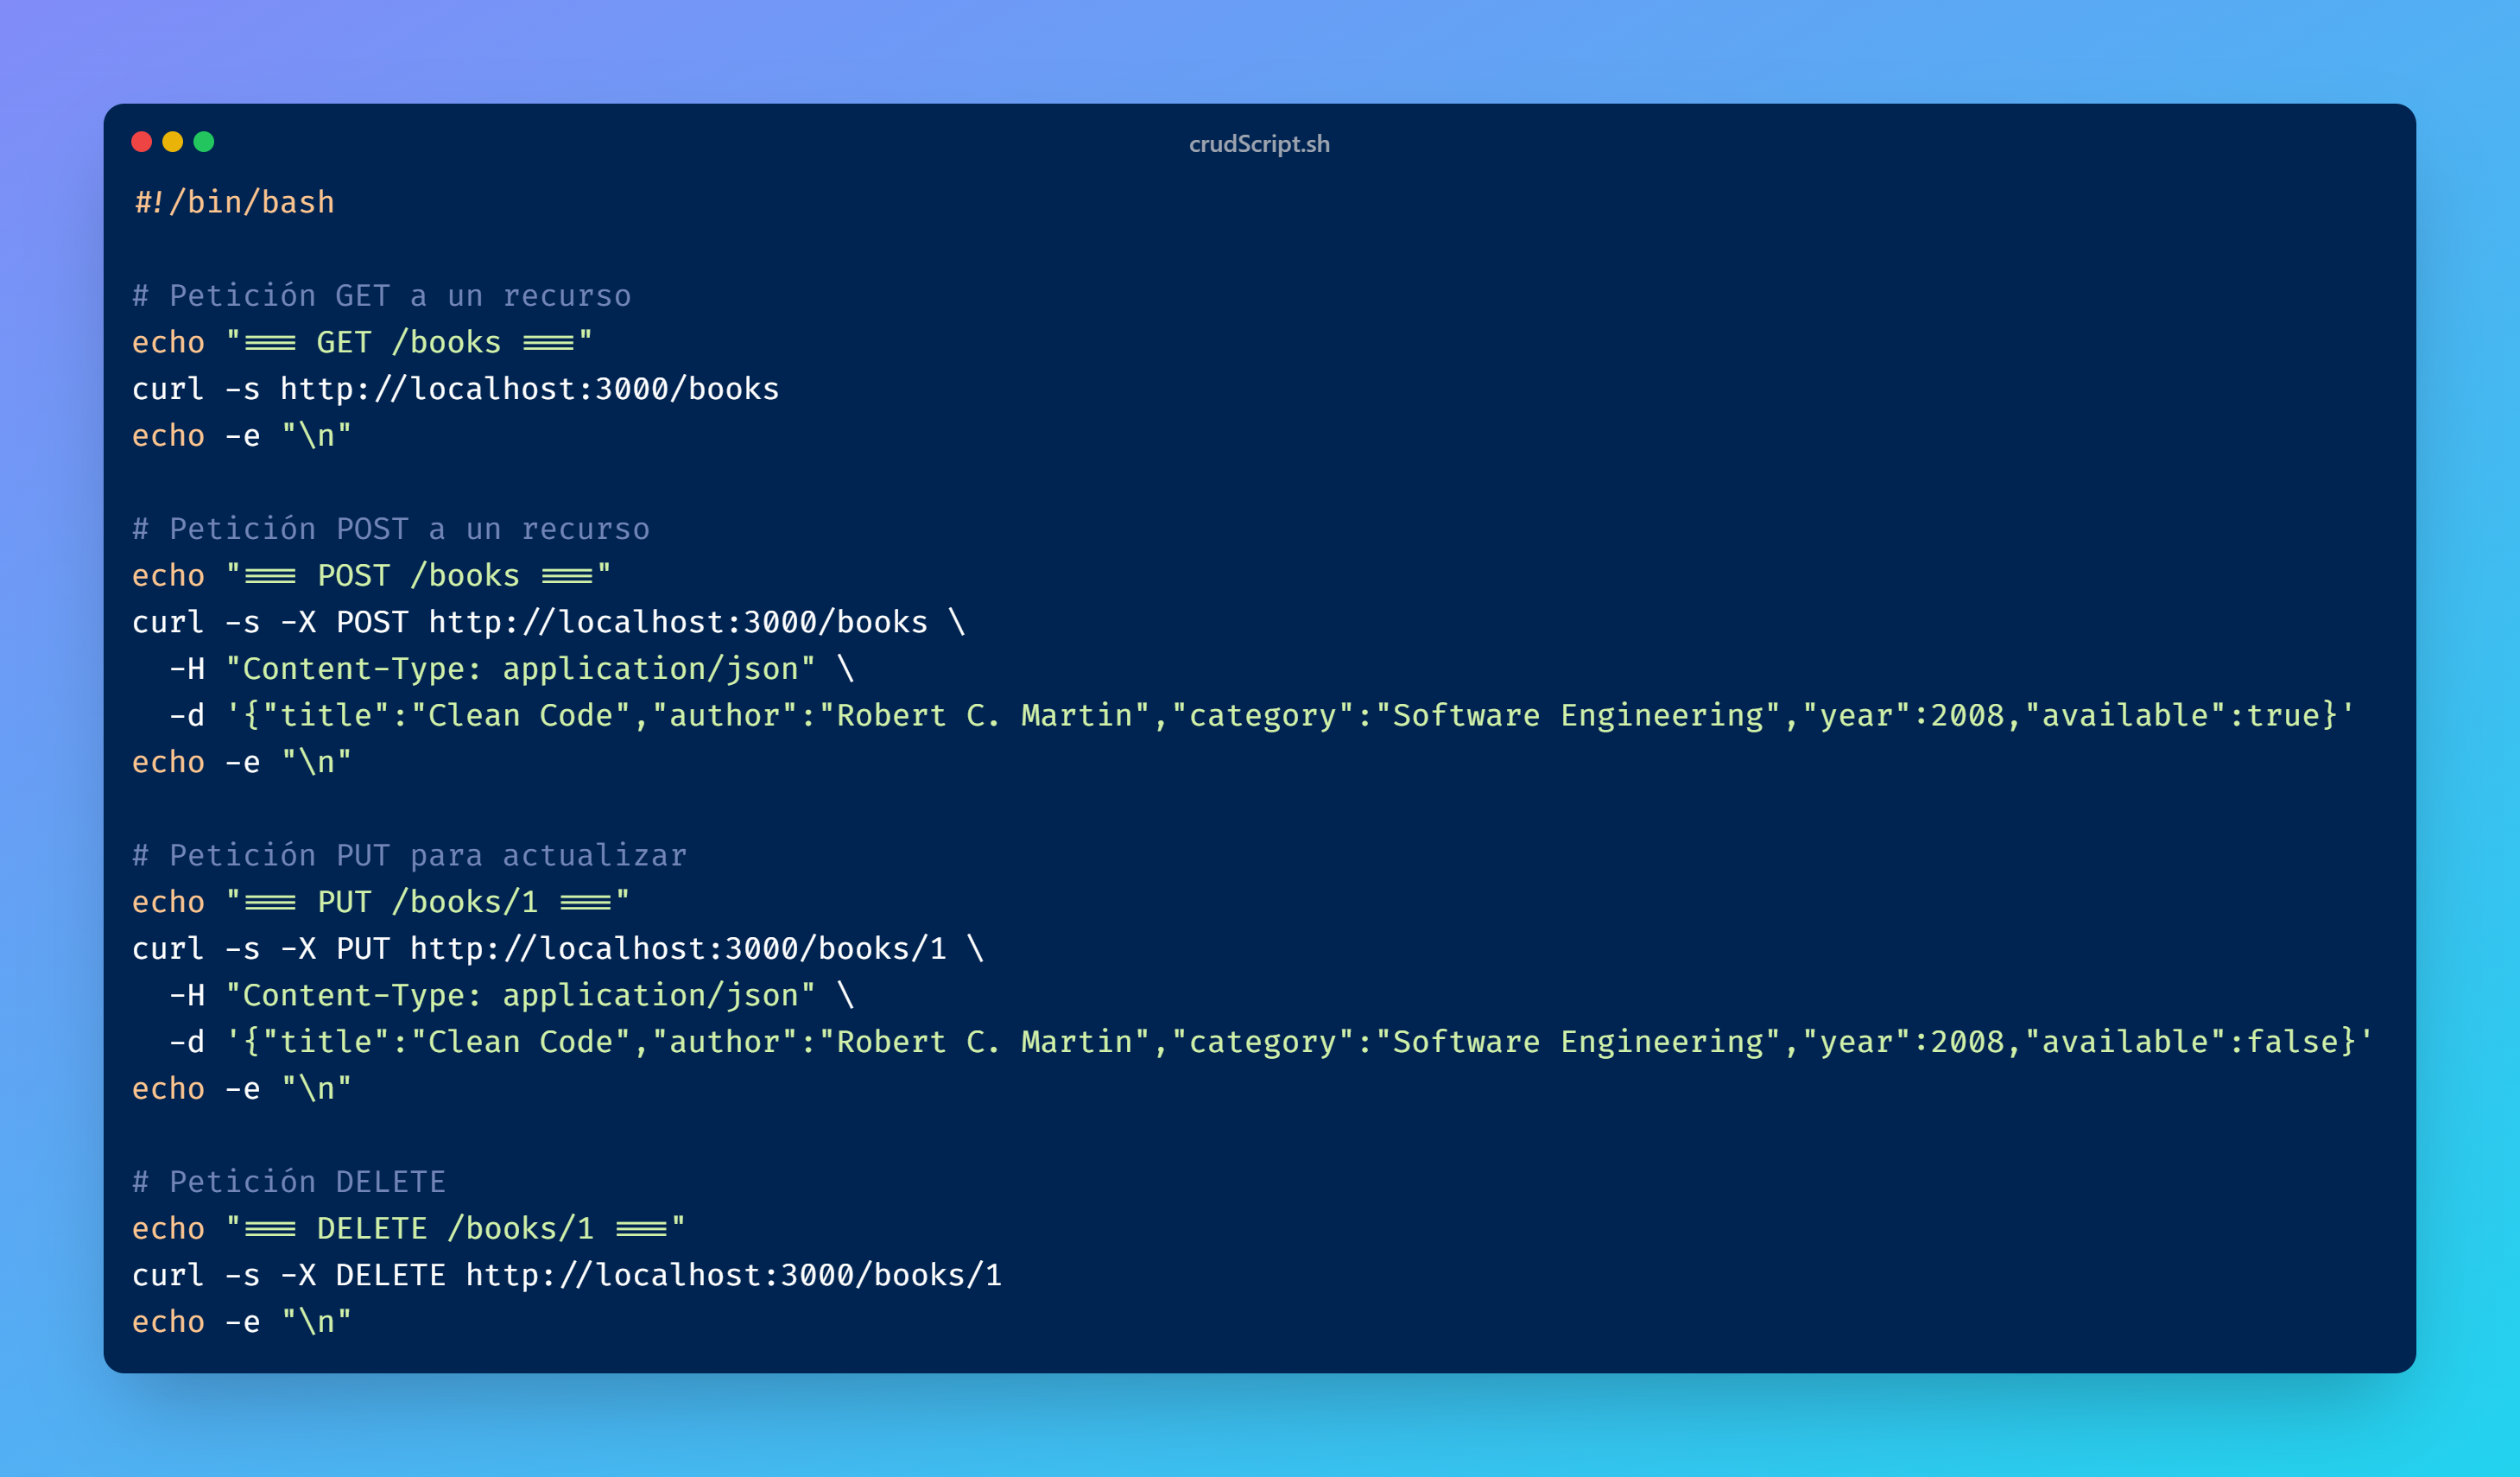 crudScript.sh
#!/bin/bash
# Petición GET a un recurso
echo "=== GET /books ==="
curl -s http://localhost:3000/books
echo -e "\n"
# Petición POST a un recurso
echo "=== POST /books ==="
curl -s -X POST http://localhost:3000/books \
  -H "Content-Type: application/json" \
  -d '{"title":"Clean Code","author":"Robert C. Martin","category":"Software Engineering","year":2008,"available":true}'
echo -e "\n"
# Petición PUT para actualizar
echo "=== PUT /books/1 ==="
curl -s -X PUT http://localhost:3000/books/1 \
  -H "Content-Type: application/json" \
  -d '{"title":"Clean Code","author":"Robert C. Martin","category":"Software Engineering","year":2008,"available":false}'
echo -e "\n"
# Petición DELETE
echo "=== DELETE /books/1 ==="
curl -s -X DELETE http://localhost:3000/books/1
echo -e "\n"